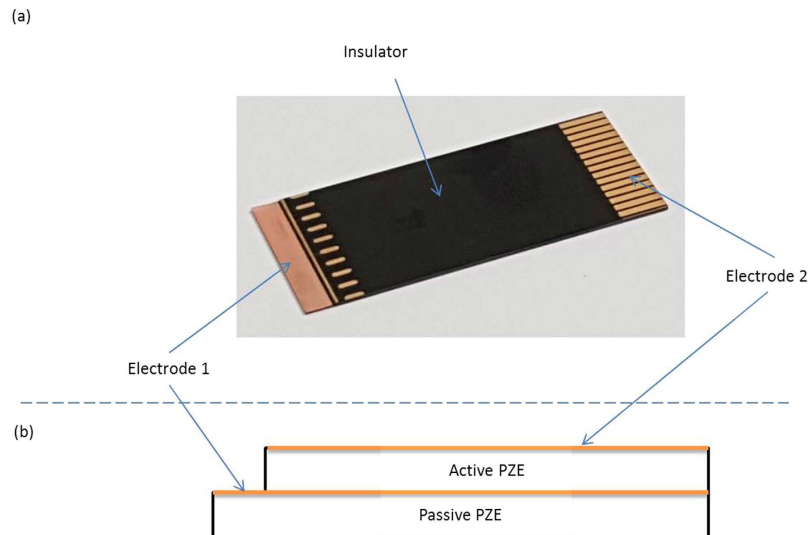 (a)
Insulator
Electrode 2
Electrode 1
(b)
Active PZE
Passive PZE